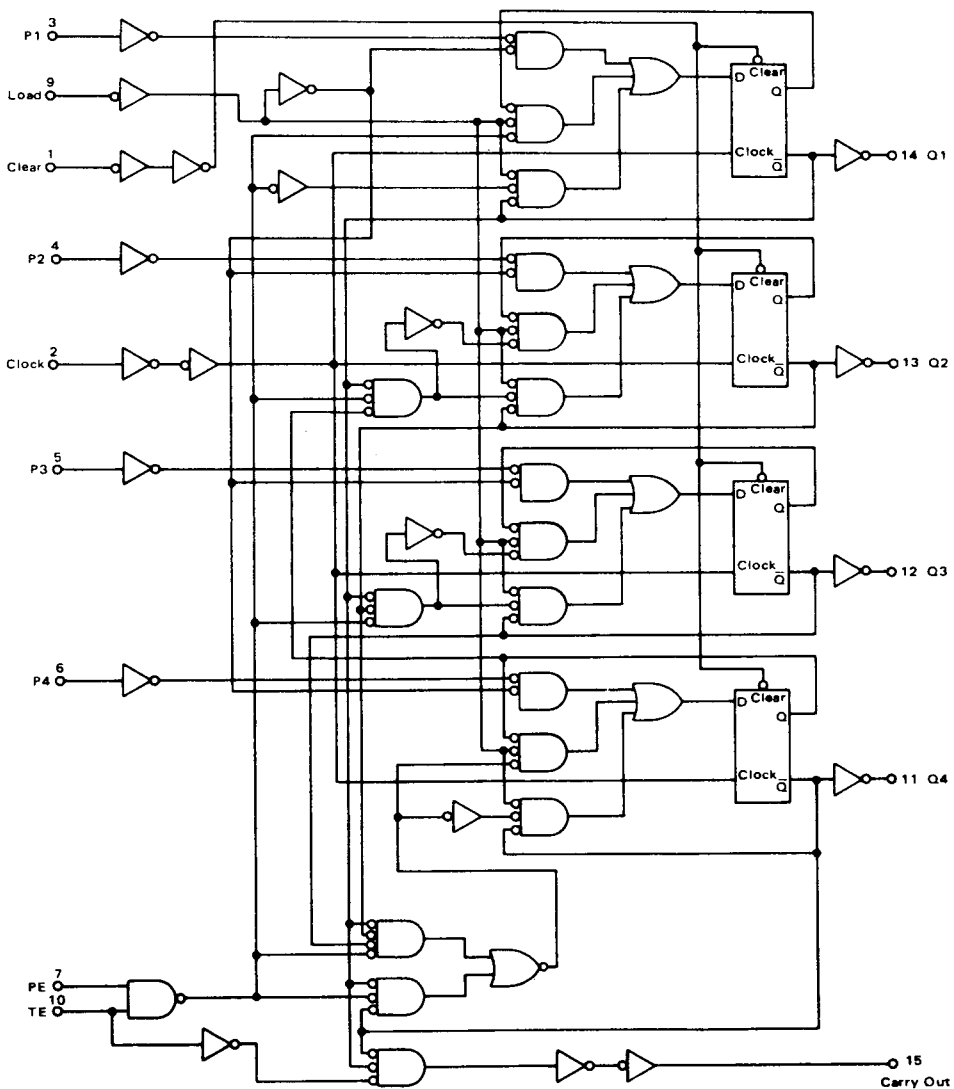 3
P1
9
Load
1
Clear
D Clear
Q
Clock
Q
14 Q1
4
P2
D Clear
Q
2
Clock
Clock
Q
13 Q2
5
P3
D Clear
Q
Clock
Q
12 Q3
6
P4
D Clear
Q
Clock
Q
11 Q4
7
PE
10
TE
15
Carry Out